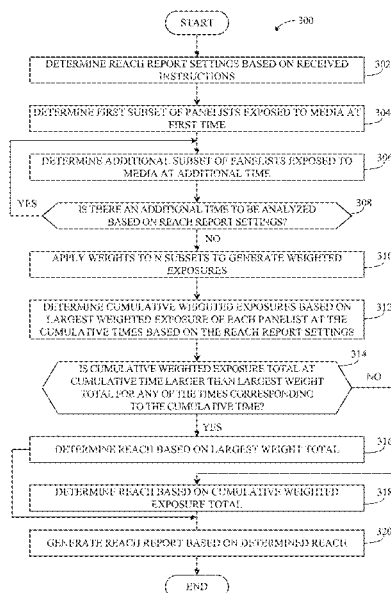 START
300
DETERMINE REACH REPORT SETTINGS BASED ON RECEIVED
INSTRUCTIONS
302
DETERMINE FIRST SUBSET OF PANELISTS EXPOSED TO MEDIA AT
FIRST TIME
304
DETERMINE ADDITIONAL SUBSET OF PANELISTS EXPOSED TO
MEDIA AT ADDITIONAL TIME
306
YES
IS THERE AN ADDITIONAL TIME TO BE ANALYZED
BASED ON REACH REPORT SETTINGS?
308
NO
APPLY WEIGHTS TO N SUBSETS TO GENERATE WEIGHTED
EXPOSURES
310
DETERMINE CUMULATIVE WEIGHTED EXPOSURES BASED ON
LARGEST WEIGHTED EXPOSURE OF EACH PANELIST AT THE
CUMULATIVE TIMES BASED ON THE REACH REPORT SETTINGS
312
314
IS CUMULATIVE WEIGHTED EXPOSURE TOTAL AT
CUMULATIVE TIME LARGER THAN LARGEST WEIGHT
TOTAL FOR ANY OF THE TIMES CORRESPONDING
TO THE CUMULATIVE TIME?
NO
YES
DETERMINE REACH BASED ON LARGEST WEIGHT TOTAL
316
DETERMINE REACH BASED ON CUMULATIVE WEIGHTED
EXPOSURE TOTAL
318
GENERATE REACH REPORT BASED ON DETERMINED REACH
320
END